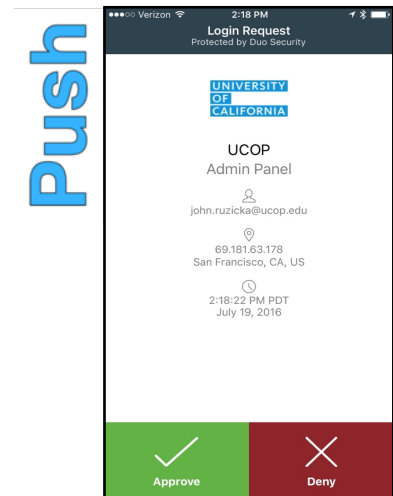 Push
Verizon 2:18 PM
Login Request
Protected by Duo Security
UNIVERSITY
OF
CALIFORNIA
UCOP
Admin Panel
john.ruzicka@ucop.edu
69.181.63.178
San Francisco, CA, US
2:18:22 PM PDT
July 19, 2016
Approve
Deny